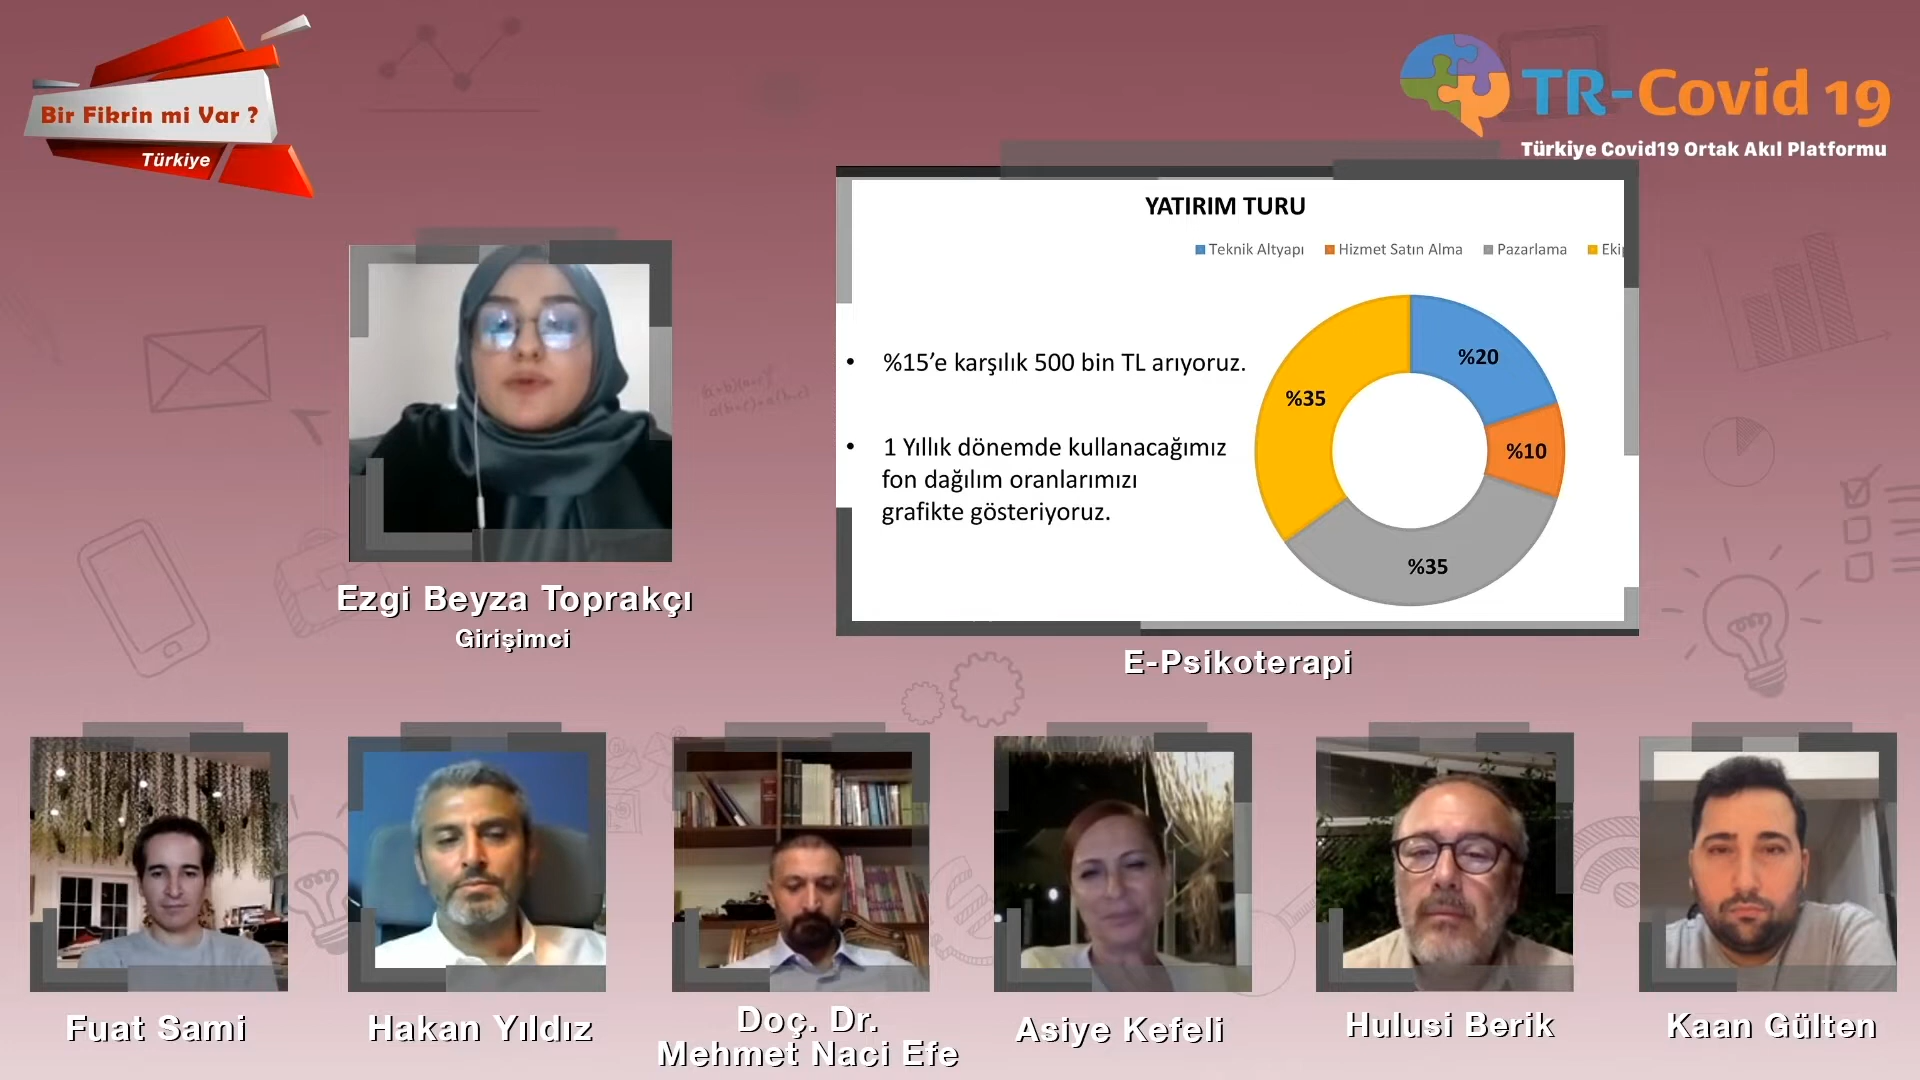 Bir Fikrin mi Var ?
Türkiye
TR-Covid 19
Türkiye Covid19 Ortak Akıl Platformu
YATIRIM TURU
Teknik Altyapı Hizmet Satın Alma Pazarlama
• %15’e karşılık 500 bin TL arıyoruz.
• 1 Yıllık dönemde kullanacağımız
fon dağılım oranlarımızı
grafikte gösteriyoruz.
%20
%10
%35
%35
Ezgi Beyza Toprakçı
Girişimci
E-Psikoterapi
Fuat Sami
Hakan Yıldız
Doç. Dr.
Mehmet Naci Efe
Asiye Kefeli
Hulusi Berik
Kaan Gülten